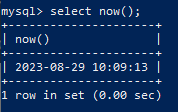 mysql> select now();
+---------------------+
| now()               |
+---------------------+
| 2023-08-29 10:09:13 |
+---------------------+
1 row in set (0.00 sec)